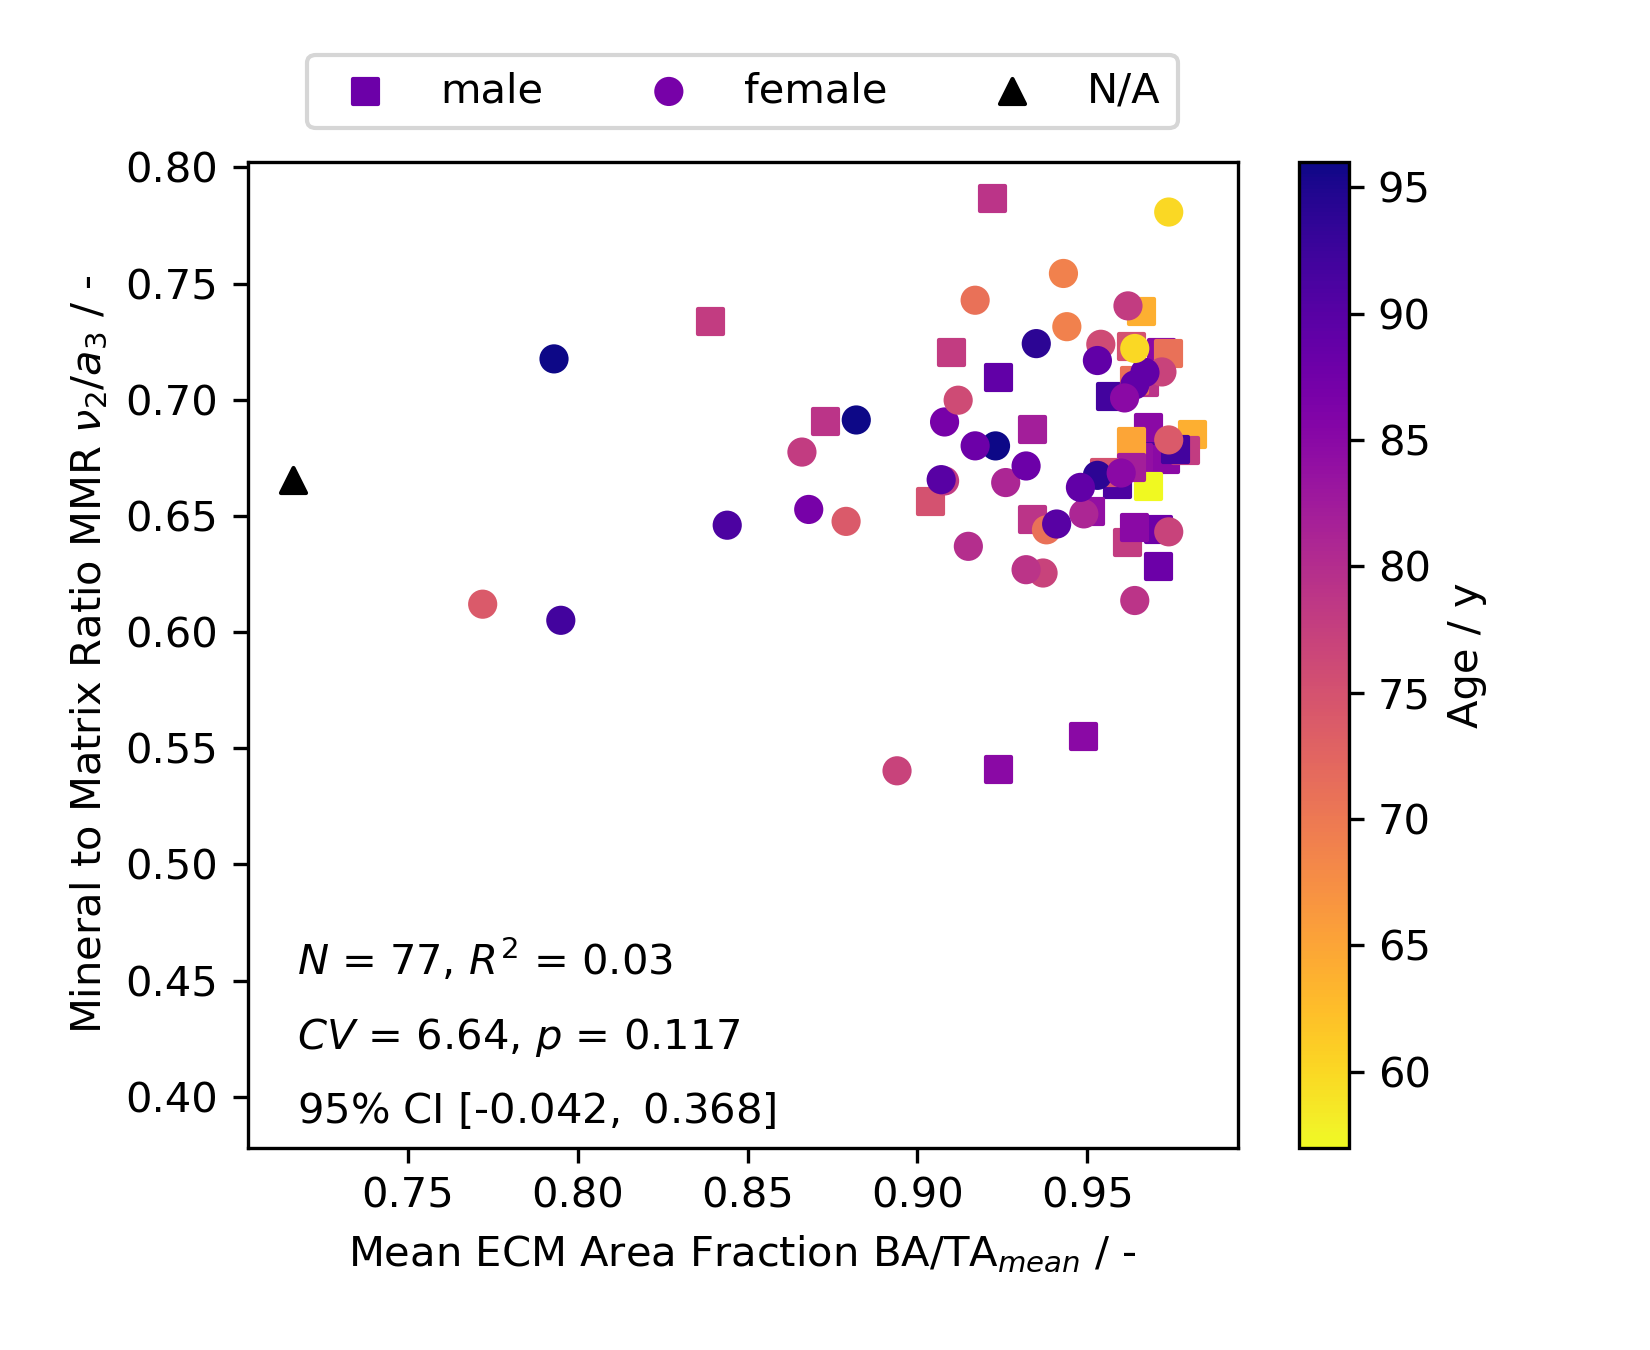 male female N/A
0.80
0.75
0.70
0.65
0.60
0.55
0.50
0.45
0.40
Mineral to Matrix Ratio MMR ν₂/a₃ / -
N = 77, R² = 0.03
CV = 6.64, p = 0.117
95% CI [-0.042, 0.368]
0.75 0.80 0.85 0.90 0.95
Mean ECM Area Fraction BA/TAmean / -
95
90
85
80
75
70
65
60
Age / y